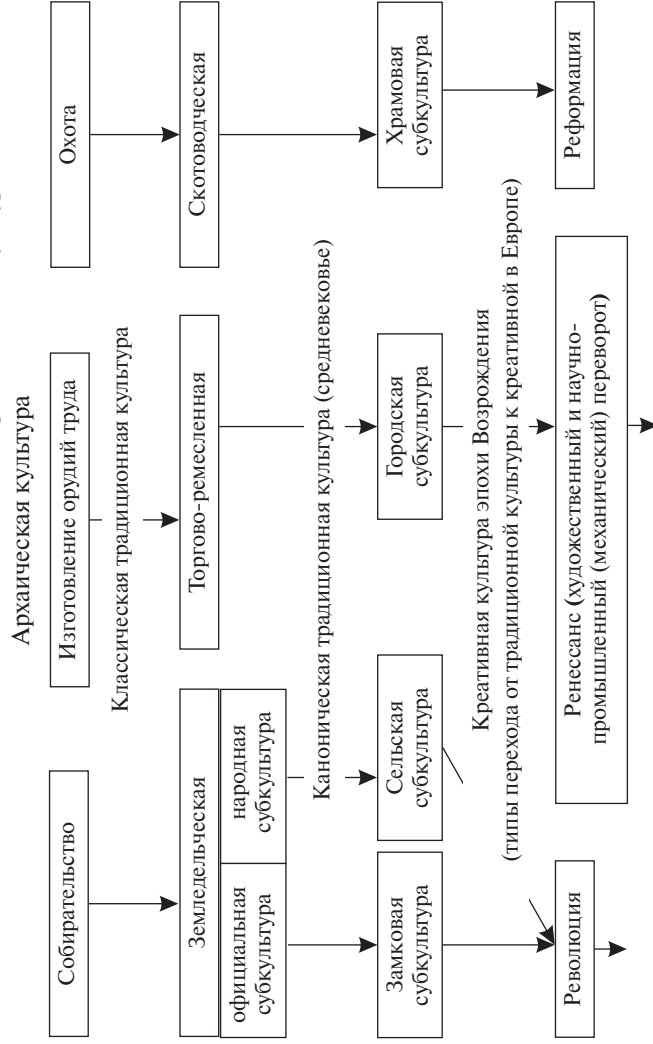 Архаическая культура
Собирательство
Изготовление орудий труда
Охота
Классическая традиционная культура
Земледельческая
официальная
субкультура
народная
субкультура
Торгово-ремесленная
Скотоводческая
Каноническая традиционная культура (средневековье)
Замковая
субкультура
Сельская
субкультура
Городская
субкультура
Храмовая
субкультура
Креативная культура эпохи Возрождения
(типы перехода от традиционной культуры к креативной в Европе)
Революция
Ренессанс (художественный и научно-
промышленный (механический) переворот)
Реформация